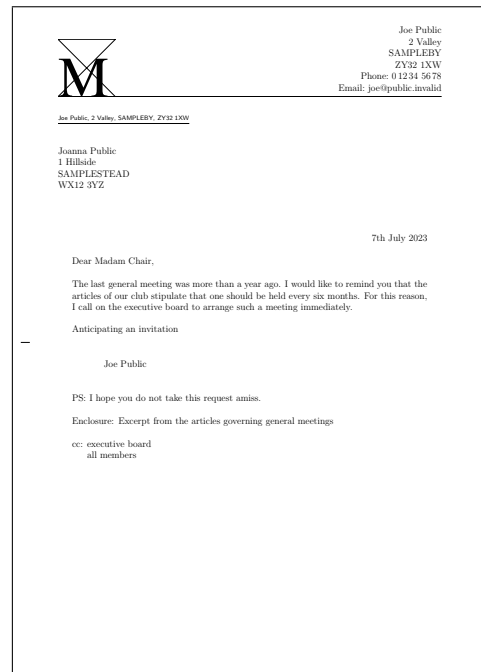 Joe Public
2 Valley
SAMPLEBY
ZY32 1XW
Phone: 0 12 34 56 78
Email: joe@public.invalid
M
Joe Public, 2 Valley, SAMPLEBY, ZY32 1XW
Joanna Public
1 Hillside
SAMPLESTEAD
WX12 3YZ
7th July 2023
Dear Madam Chair,
The last general meeting was more than a year ago. I would like to remind you that the
articles of our club stipulate that one should be held every six months. For this reason,
I call on the executive board to arrange such a meeting immediately.
Anticipating an invitation
Joe Public
PS: I hope you do not take this request amiss.
Enclosure: Excerpt from the articles governing general meetings
cc: executive board
all members